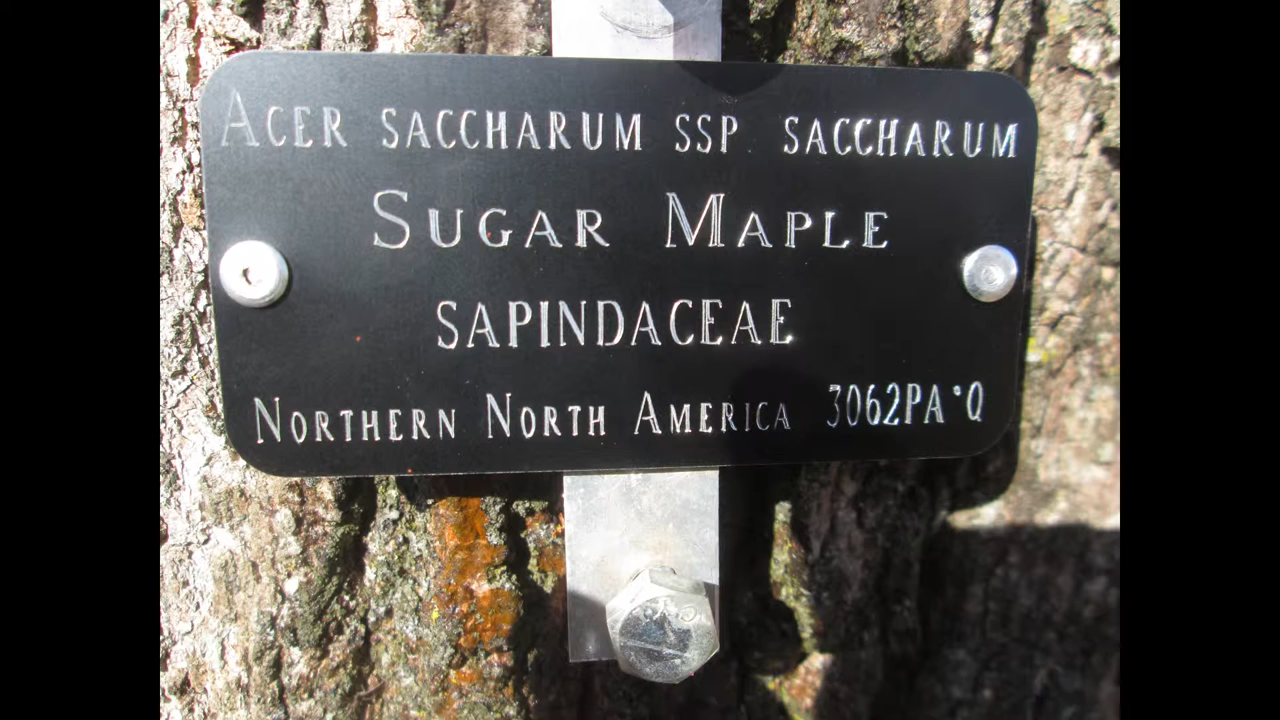 Acer saccharum ssp. saccharum
Sugar Maple
SAPINDACEAE
Northern North America 3062PA*Q